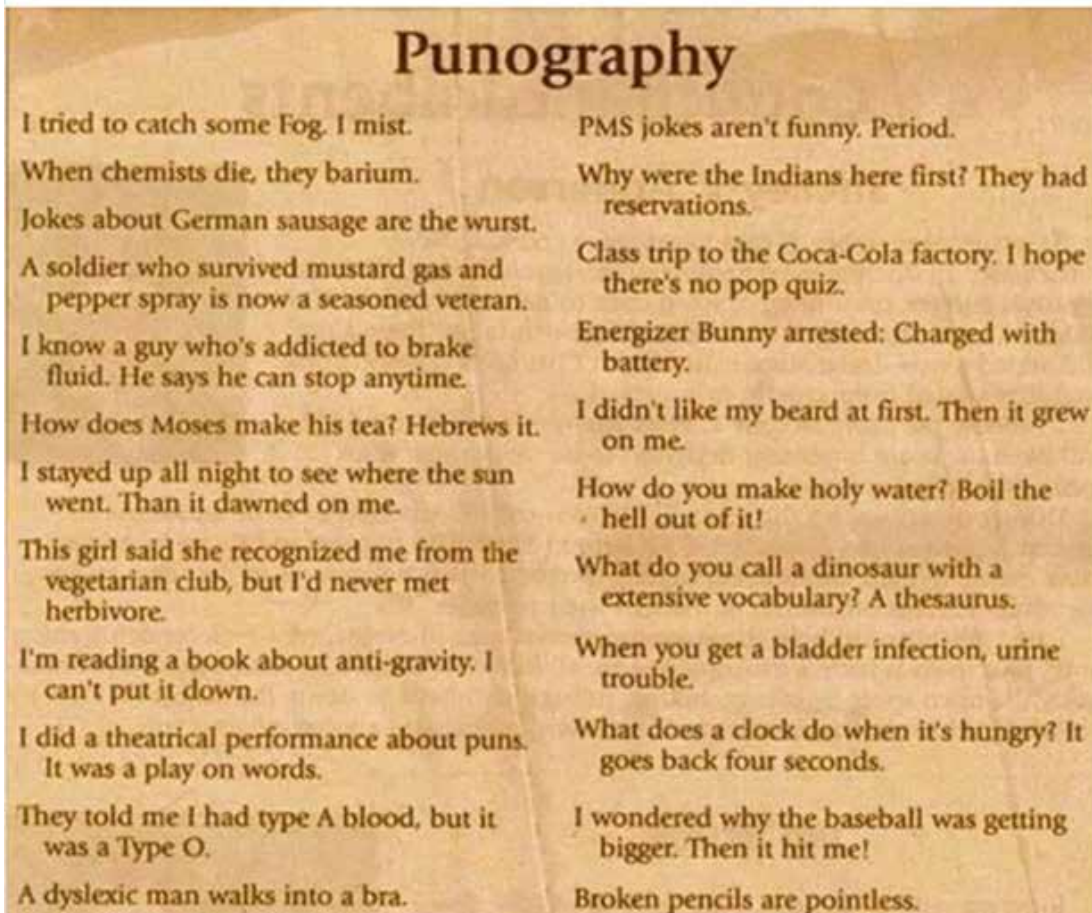 Punography
I tried to catch some Fog. I mist.
When chemists die, they barium.
Jokes about German sausage are the wurst.
A soldier who survived mustard gas and
pepper spray is now a seasoned veteran.
I know a guy who's addicted to brake
fluid. He says he can stop anytime.
How does Moses make his tea? Hebrews it.
I stayed up all night to see where the sun
went. Than it dawned on me.
This girl said she recognized me from the
vegetarian club, but I'd never met
herbivore.
I'm reading a book about anti-gravity. I
can't put it down.
I did a theatrical performance about puns.
It was a play on words.
They told me I had type A blood, but it
was a Type O.
A dyslexic man walks into a bra.
PMS jokes aren't funny. Period.
Why were the Indians here first? They had
reservations.
Class trip to the Coca-Cola factory. I hope
there's no pop quiz.
Energizer Bunny arrested: Charged with
battery.
I didn't like my beard at first. Then it grew
on me.
How do you make holy water? Boil the
hell out of it!
What do you call a dinosaur with a
extensive vocabulary? A thesaurus.
When you get a bladder infection, urine
trouble.
What does a clock do when it's hungry? It
goes back four seconds.
I wondered why the baseball was getting
bigger. Then it hit me!
Broken pencils are pointless.